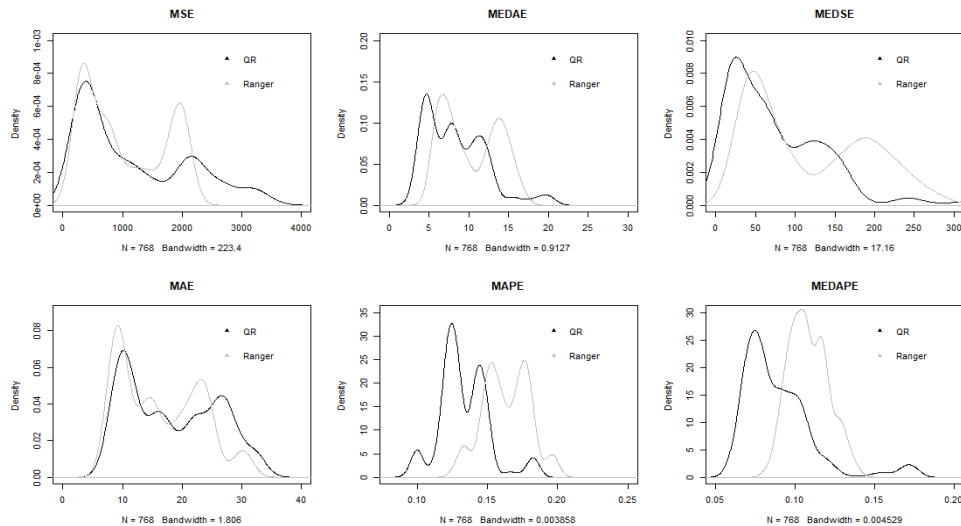 MSE
MEDAE
MEDSE
Density
0e+00 2e-04 4e-04 6e-04 8e-04 1e-03
QR
Ranger
0 1000 2000 3000 4000
N = 768 Bandwidth = 223.4
Density
0.00 0.05 0.10 0.15 0.20
QR
Ranger
0 5 10 15 20 25 30
N = 768 Bandwidth = 0.9127
Density
0.000 0.002 0.004 0.006 0.008 0.010
QR
Ranger
0 50 100 150 200 250 300
N = 768 Bandwidth = 17.16
MAE
MAPE
MEDAPE
Density
0.00 0.02 0.04 0.06 0.08
QR
Ranger
0 10 20 30 40
N = 768 Bandwidth = 1.806
Density
0 5 10 15 20 25 30 35
QR
Ranger
0.10 0.15 0.20 0.25
N = 768 Bandwidth = 0.003858
Density
0 5 10 15 20 25 30
QR
Ranger
0.05 0.10 0.15 0.20
N = 768 Bandwidth = 0.004529